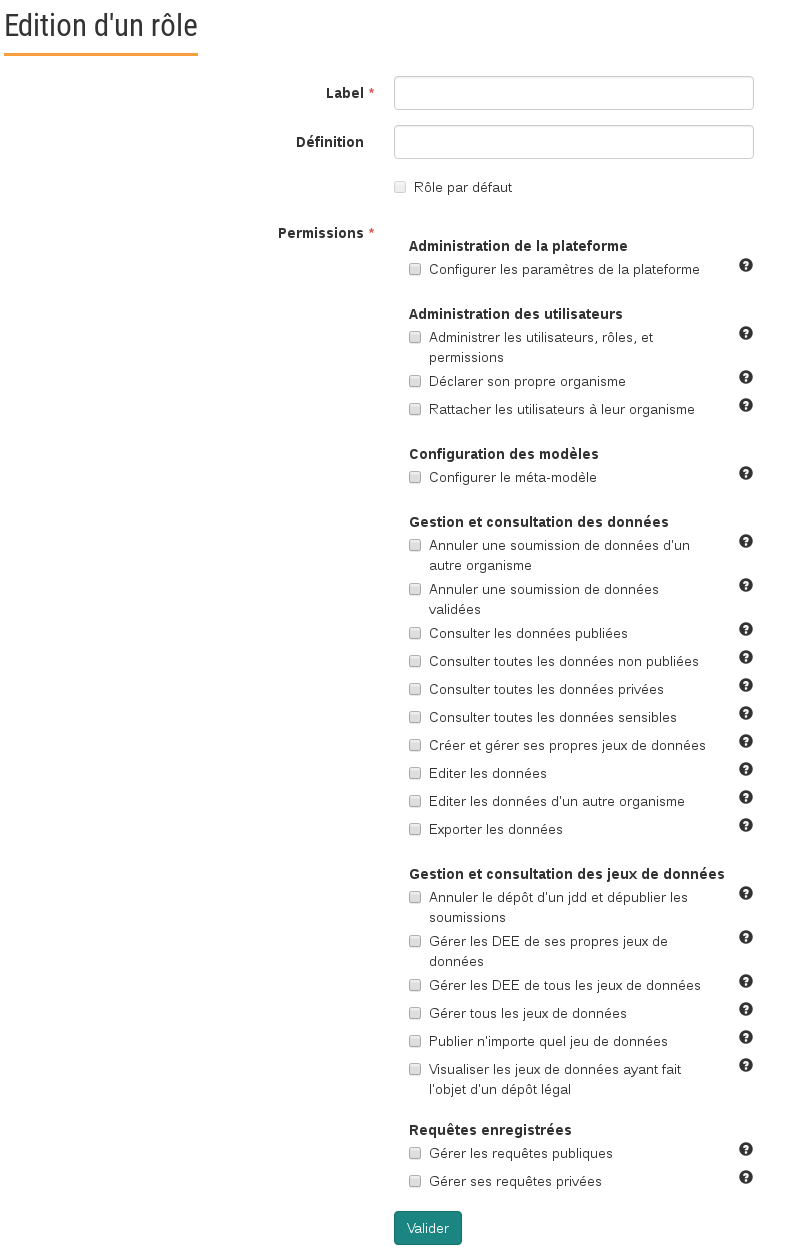 Edition d'un rôle
Label *
Définition
Rôle par défaut
Permissions *
Administration de la plateforme
Configurer les paramètres de la plateforme
Administration des utilisateurs
Administrer les utilisateurs, rôles, et
permissions
Déclarer son propre organisme
Rattacher les utilisateurs à leur organisme
Configuration des modèles
Configurer le méta-modèle
Gestion et consultation des données
Annuler une soumission de données d'un
autre organisme
Annuler une soumission de données
validées
Consulter les données publiées
Consulter toutes les données non publiées
Consulter toutes les données privées
Consulter toutes les données sensibles
Créer et gérer ses propres jeux de données
Editer les données
Editer les données d'un autre organisme
Exporter les données
Gestion et consultation des jeux de données
Annuler le dépôt d'un jdd et dépublier les
soumissions
Gérer les DEE de ses propres jeux de
données
Gérer les DEE de tous les jeux de données
Gérer tous les jeux de données
Publier n'importe quel jeu de données
Visualiser les jeux de données ayant fait
l'objet d'un dépôt légal
Requêtes enregistrées
Gérer les requêtes publiques
Gérer ses requêtes privées
Valider